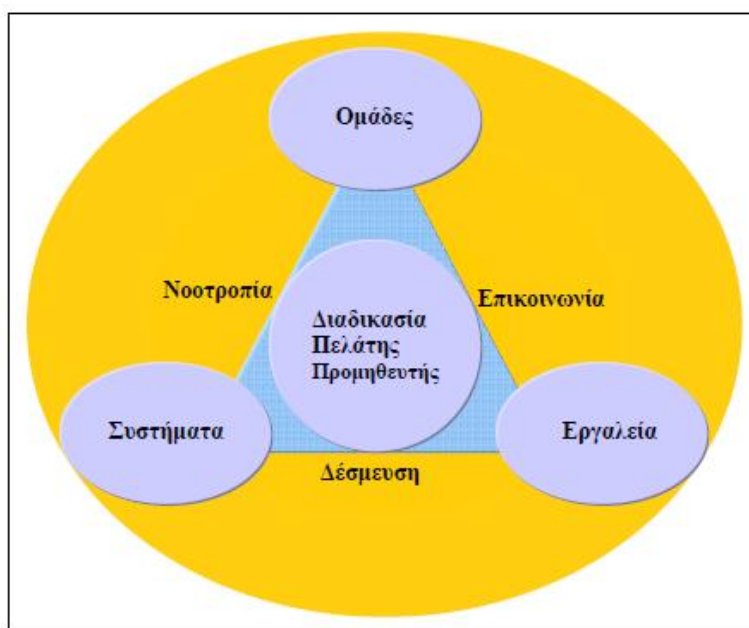 Ομάδες
Νοοτροπία
Επικοινωνία
Διαδικασία
Πελάτης
Προμηθευτής
Συστήματα
Εργαλεία
Δέσμευση